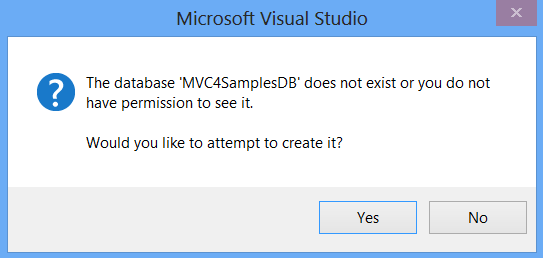 Microsoft Visual Studio
The database 'MVC4SamplesDB' does not exist or you do not
have permission to see it.
Would you like to attempt to create it?
Yes
No